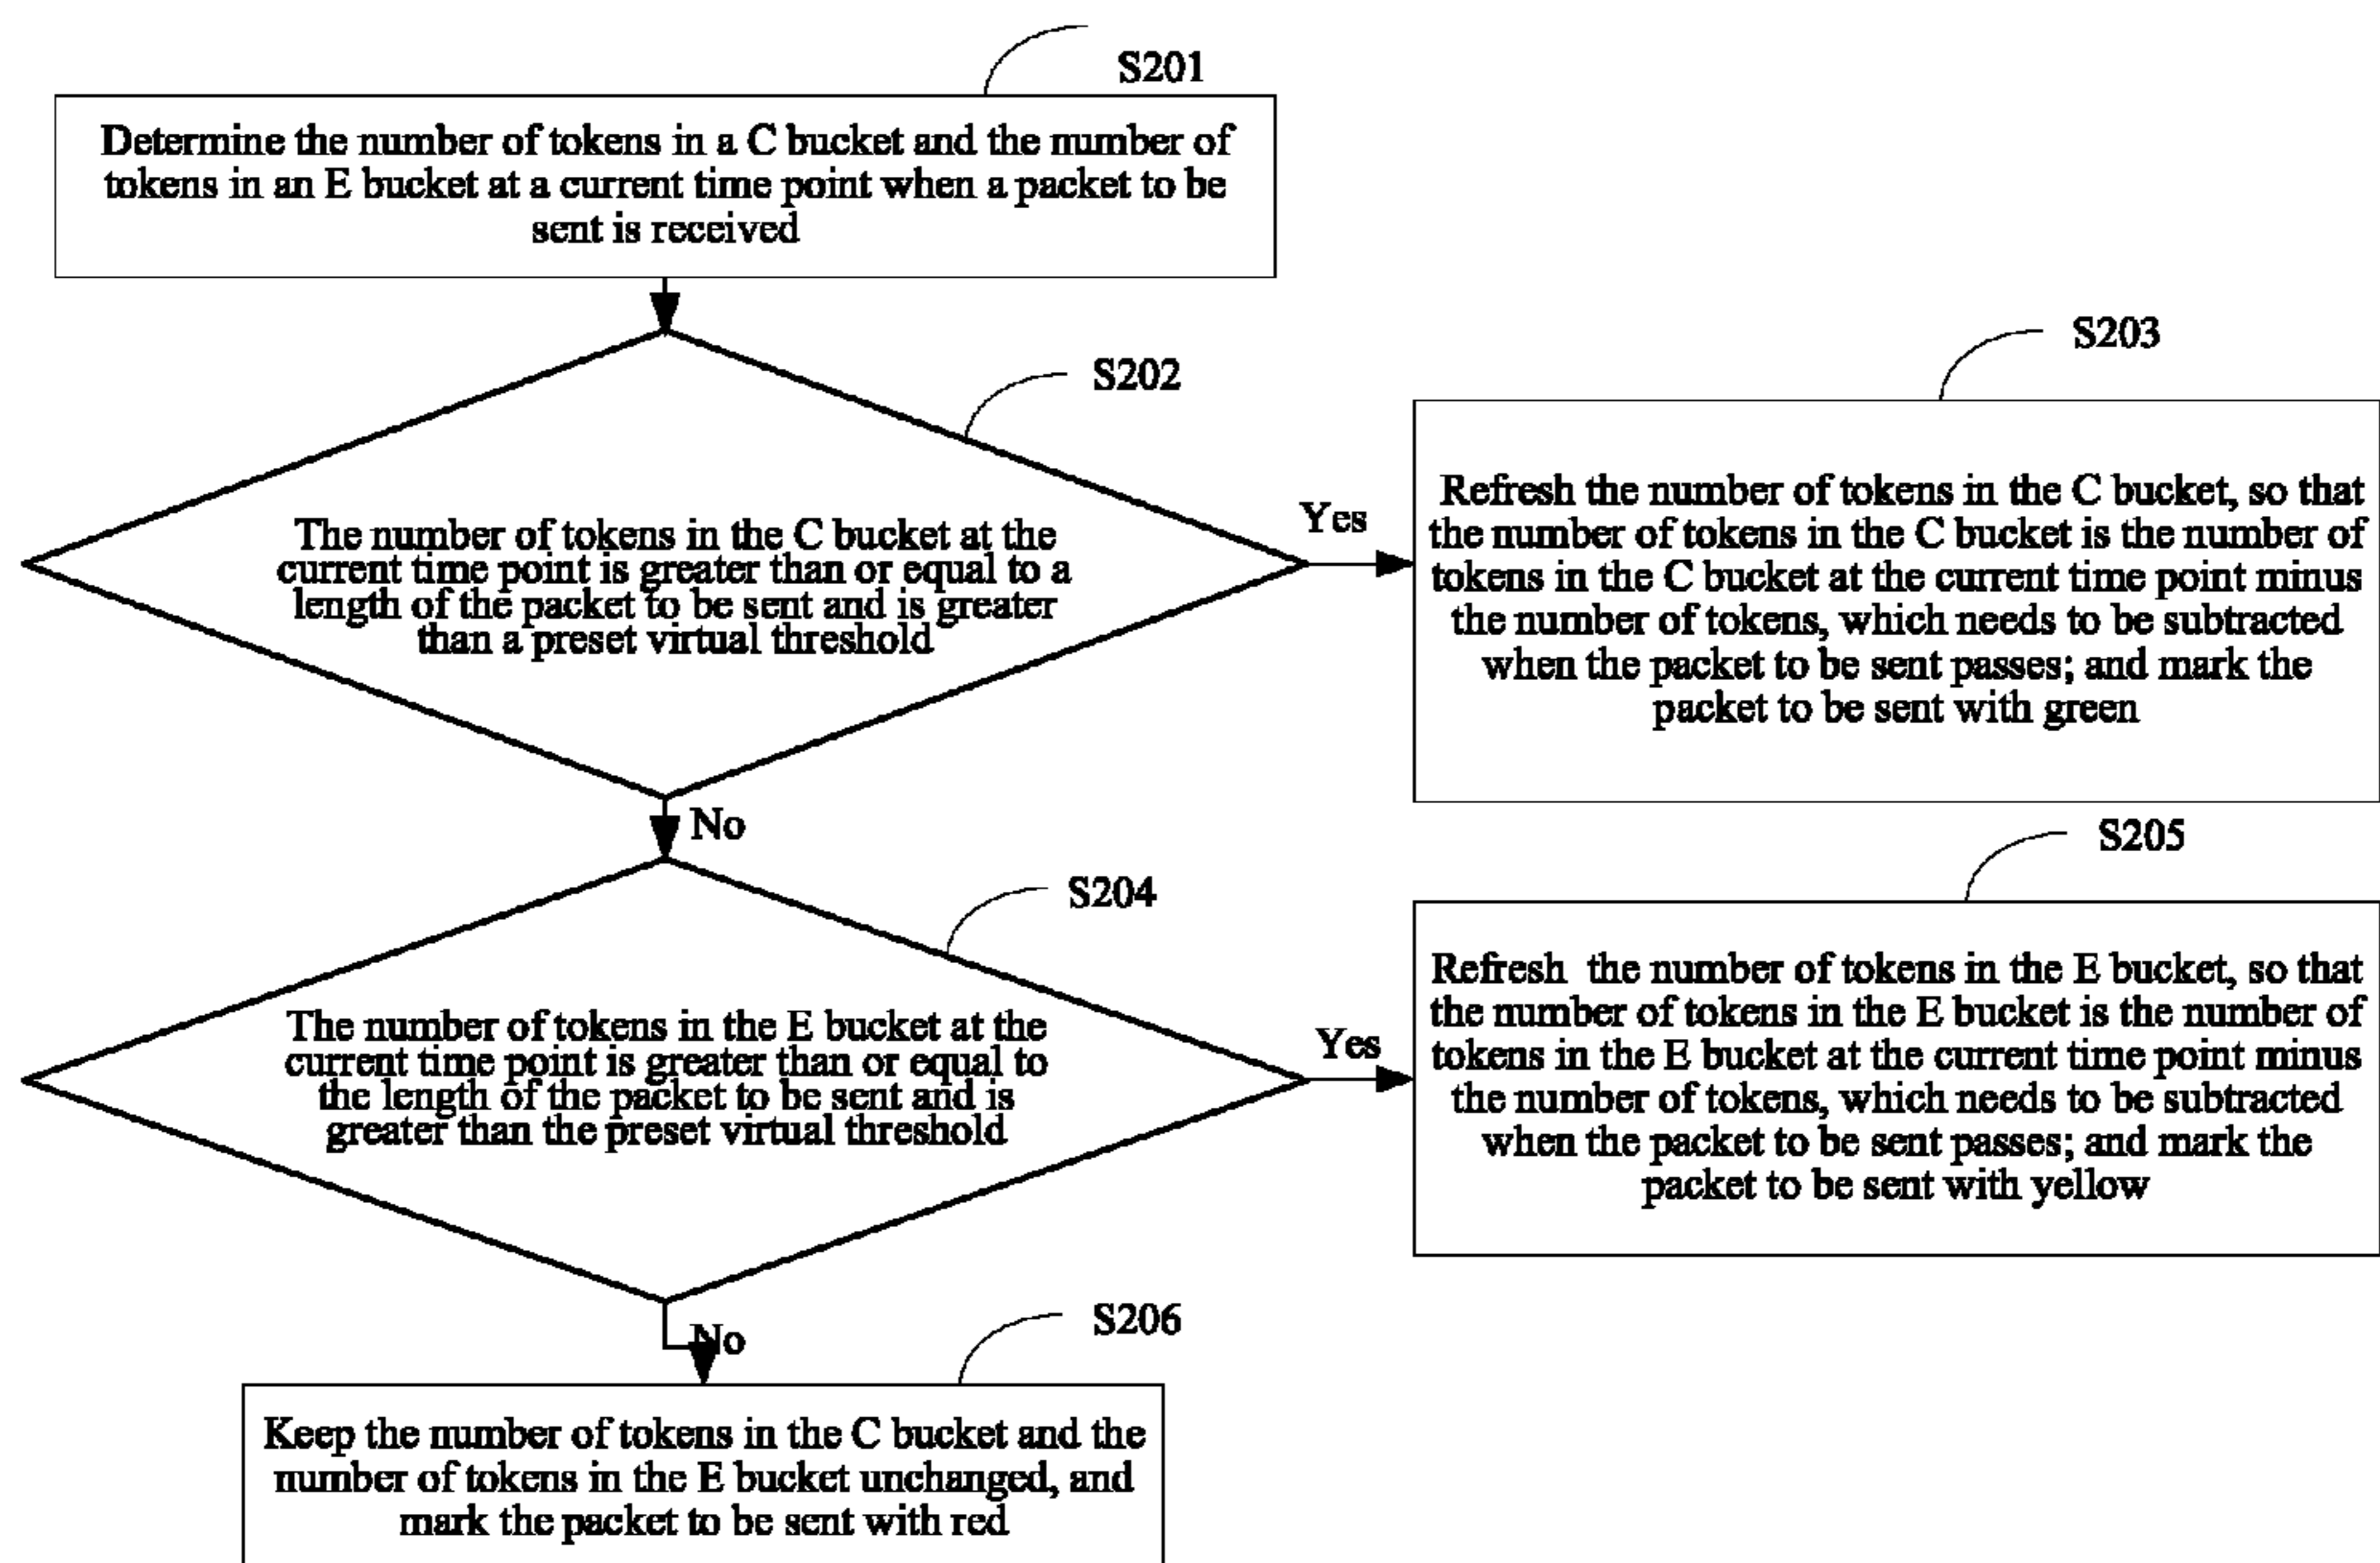 S201
Determine the number of tokens in a C bucket and the number of
tokens in an E bucket at a current time point when a packet to be
sent is received
S202
The number of tokens in the C bucket at the
current time point is greater than or equal to a
length of the packet to be sent and is greater
than a preset virtual threshold
Yes
S203
Refresh the number of tokens in the C bucket, so that
the number of tokens in the C bucket is the number of
tokens in the C bucket at the current time point minus
the number of tokens, which needs to be subtracted
when the packet to be sent passes; and mark the
packet to be sent with green
No
S204
The number of tokens in the E bucket at the
current time point is greater than or equal to
the length of the packet to be sent and is
greater than the preset virtual threshold
Yes
S205
Refresh the number of tokens in the E bucket, so that
the number of tokens in the E bucket is the number of
tokens in the E bucket at the current time point minus
the number of tokens, which needs to be subtracted
when the packet to be sent passes; and mark the
packet to be sent with yellow
No
S206
Keep the number of tokens in the C bucket and the
number of tokens in the E bucket unchanged, and
mark the packet to be sent with red